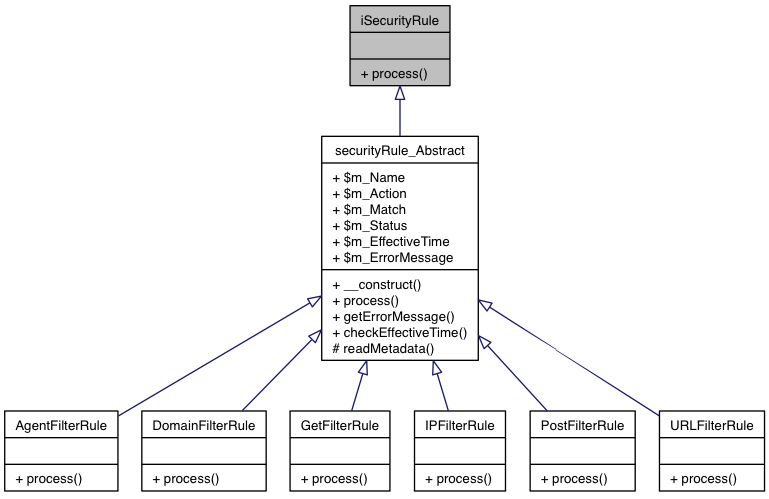 iSecurityRule
+ process()
securityRule_Abstract
+ $m_Name
+ $m_Action
+ $m_Match
+ $m_Status
+ $m_EffectiveTime
+ $m_ErrorMessage
+ __construct()
+ process()
+ getErrorMessage()
+ checkEffectiveTime()
# readMetadata()
AgentFilterRule
+ process()
DomainFilterRule
+ process()
GetFilterRule
+ process()
IPFilterRule
+ process()
PostFilterRule
+ process()
URLFilterRule
+ process()